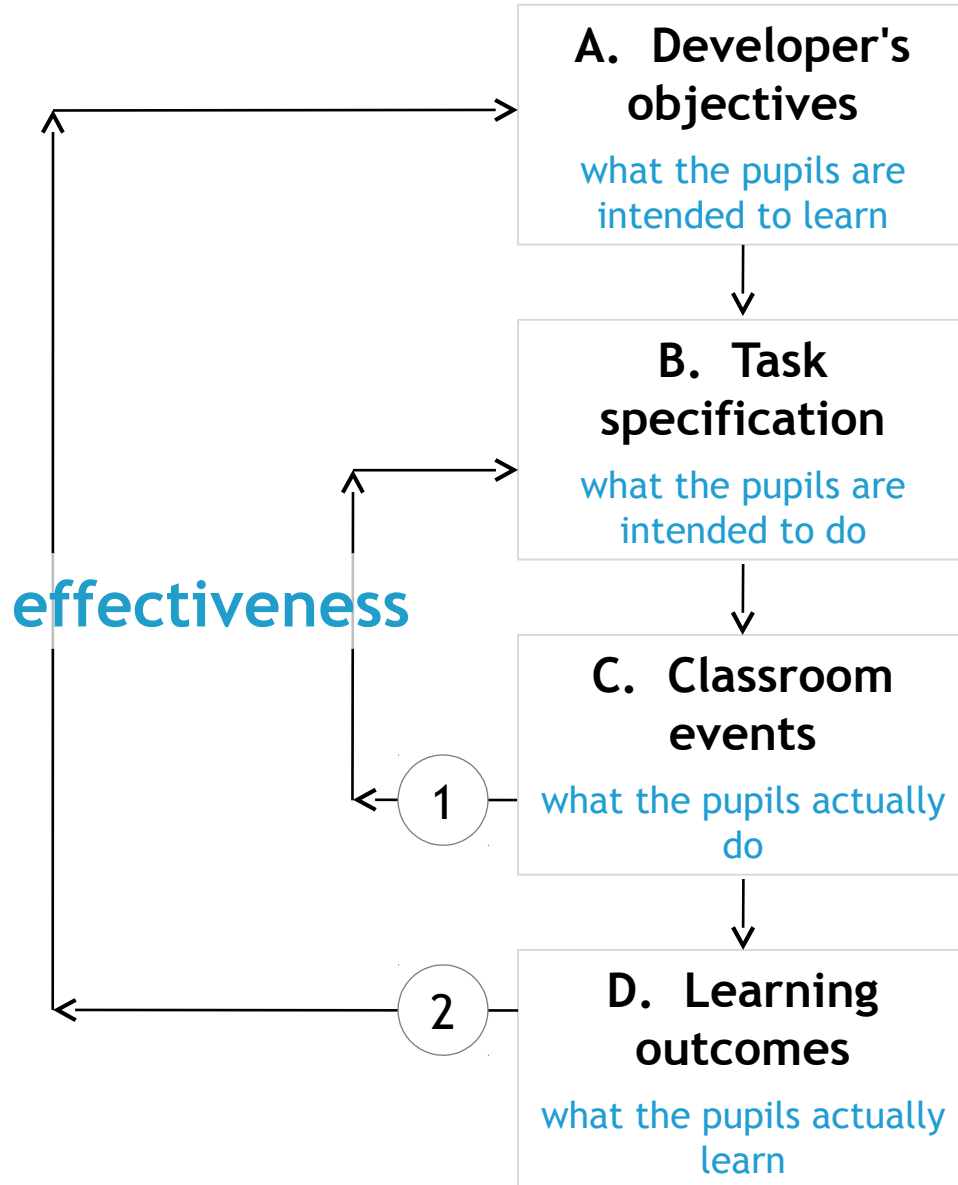 A. Developer's
objectives
what the pupils are
intended to learn
B. Task
specification
what the pupils are
intended to do
effectiveness
C. Classroom
events
what the pupils actually
do
1
D. Learning
outcomes
what the pupils actually
learn
2